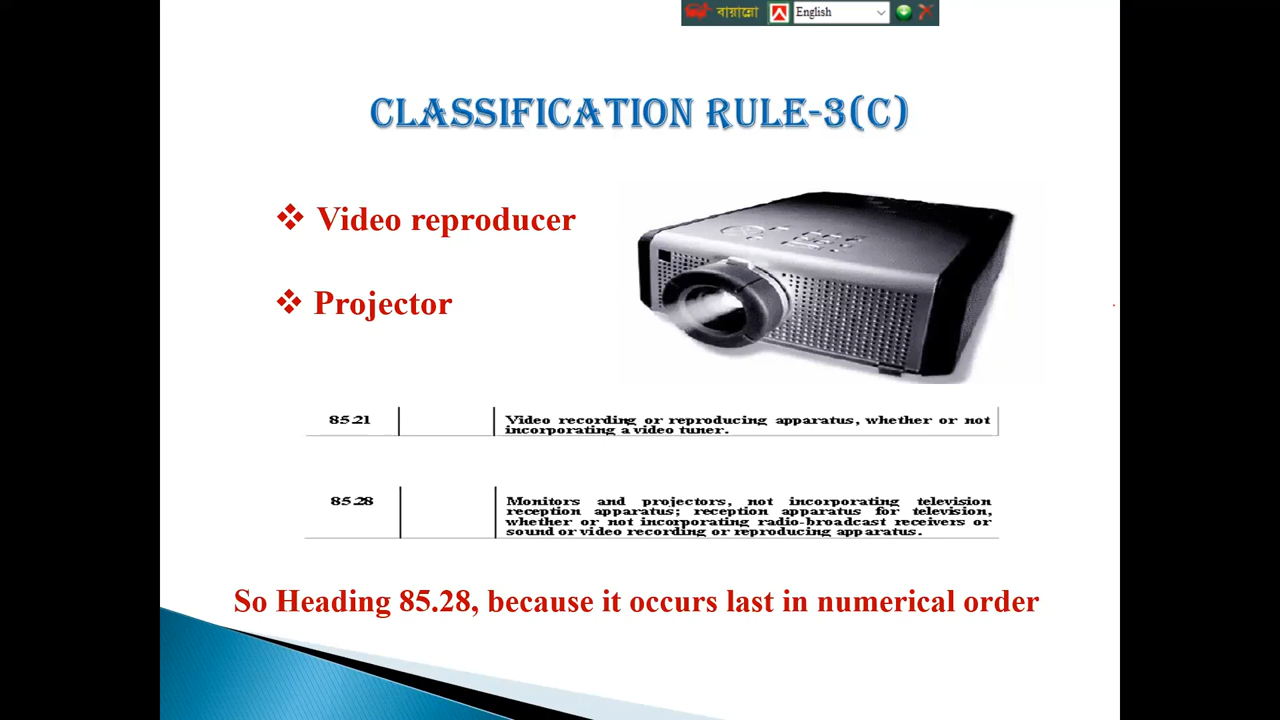 বায়ান্নো English
CLASSIFICATION RULE-3(C)
Video reproducer
Projector
85.21 Video recording or reproducing apparatus, whether or not
incorporating a video tuner.
85.28 Monitors and projectors, not incorporating television
reception apparatus; reception apparatus for television,
whether or not incorporating radio-broadcast receivers or
sound or video recording or reproducing apparatus.
So Heading 85.28, because it occurs last in numerical order